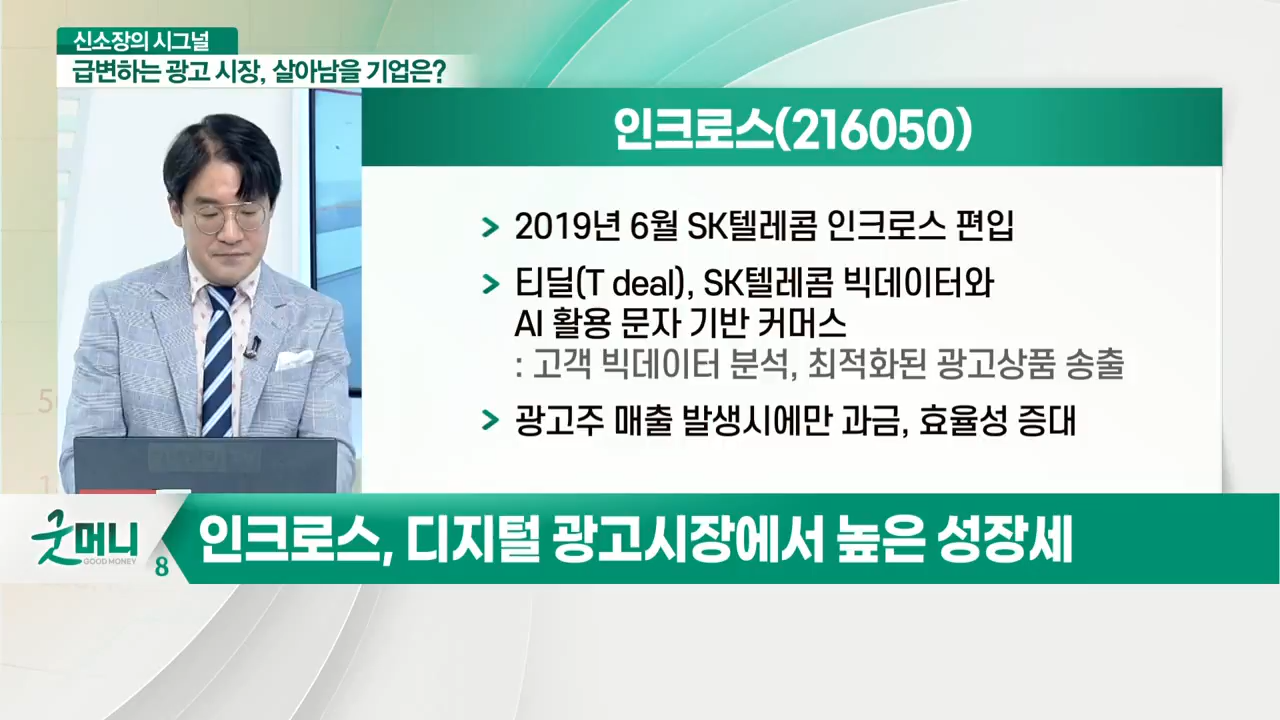 신소장의 시그널
급변하는 광고 시장, 살아남을 기업은?
인크로스(216050)
> 2019년 6월 SK텔레콤 인크로스 편입
> 티딜(T deal), SK텔레콤 빅데이터와
AI 활용 문자 기반 커머스
: 고객 빅데이터 분석, 최적화된 광고상품 송출
> 광고주 매출 발생시에만 과금, 효율성 증대
굿머니
GOOD MONEY
8
인크로스, 디지털 광고시장에서 높은 성장세